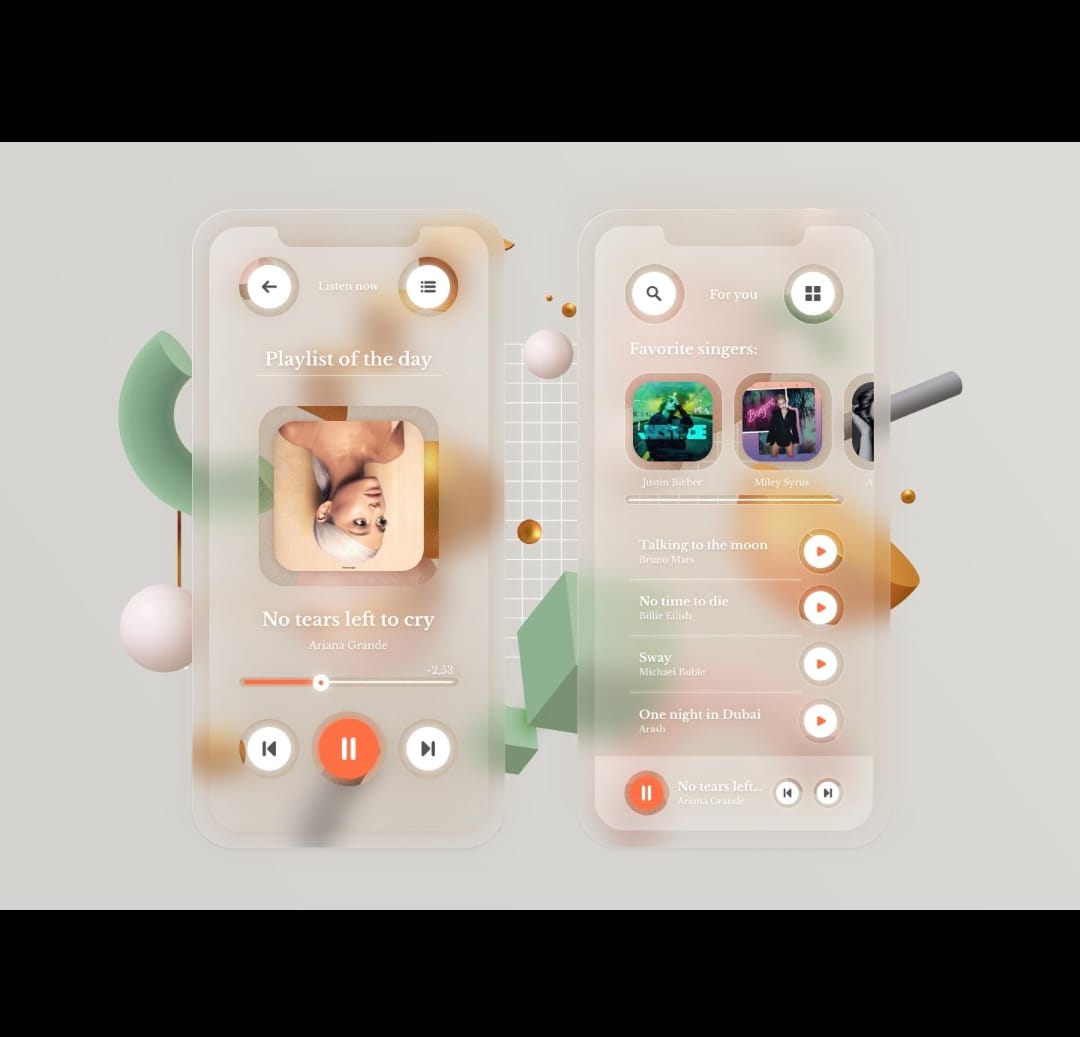 Listen now
Playlist of the day
No tears left to cry
Ariana Grande
-2.53
For you
Favorite singers:
JUSTICE
Bangerz
Justin Bieber
Miley Syrus
A
Talking to the moon
Bruno Mars
No time to die
Billie Eilish
Sway
Michael Buble
One night in Dubai
Arash
No tears left...
Ariana Grande